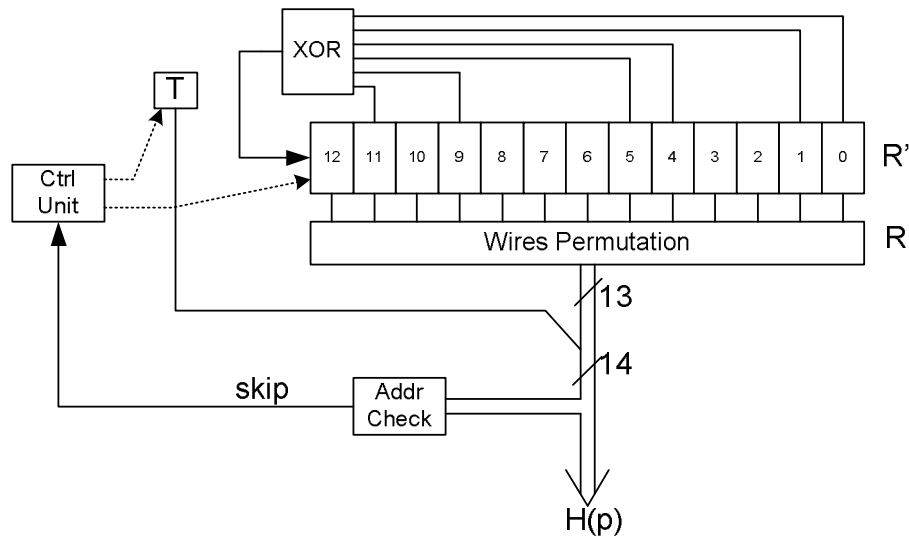 XOR
T
12 11 10 9 8 7 6 5 4 3 2 1 0
R'
Ctrl
Unit
Wires Permutation
R
13
14
skip
Addr
Check
H(p)